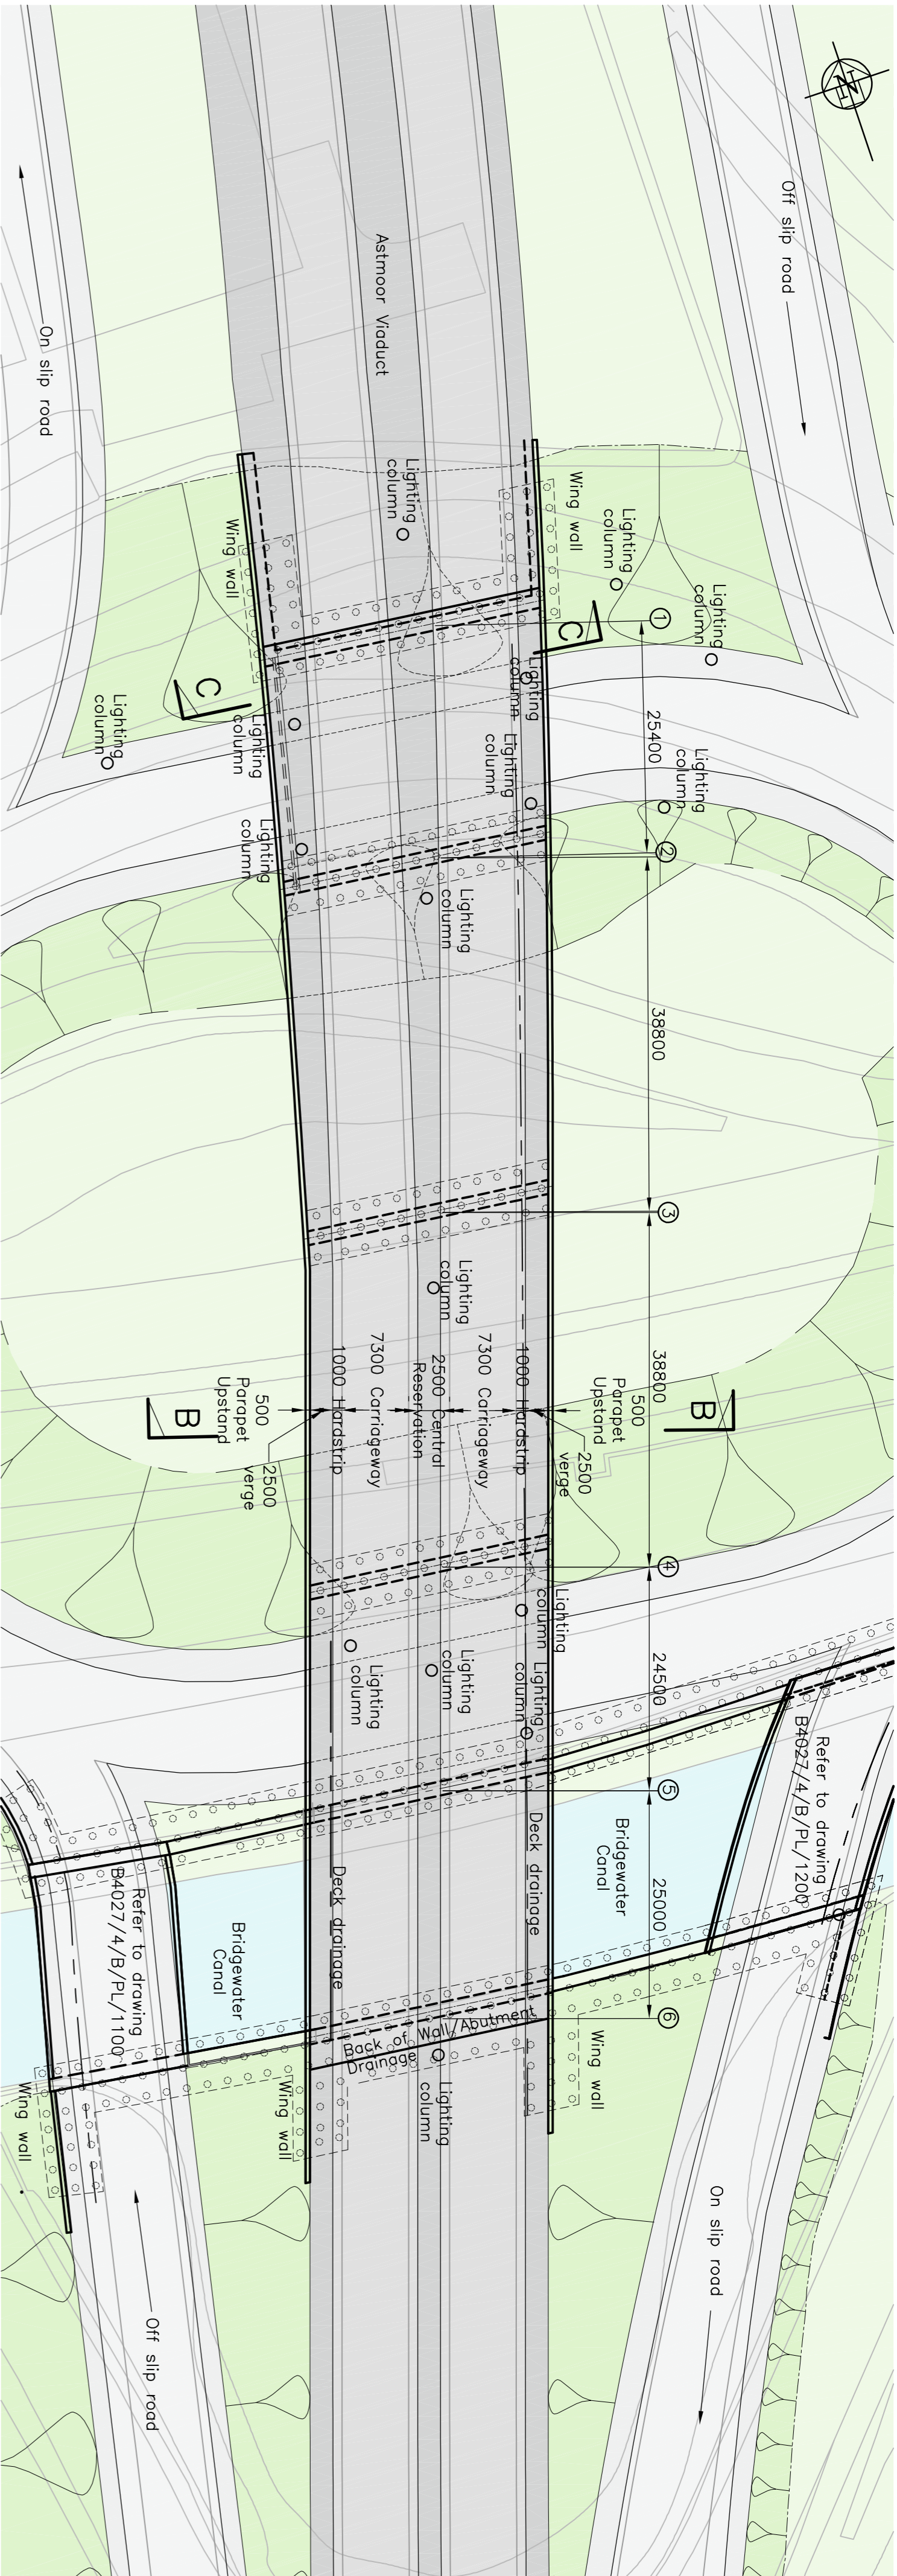 N
Off slip road
On slip road
Astmoor Viaduct
Lighting
column
Wing wall
Wing wall
Lighting
column
Lighting
column
1
C
C
Lighting
column
Lighting
column
Lighting
column
25400
Lighting
column
Lighting
column
Lighting
column
2
Lighting
column
38800
3
Lighting
column
38800
B
B
500
Parapet
Upstand
2500
verge
1000 Hardstrip
7300 Carriageway
2500 Central
Reservation
7300 Carriageway
1000 Hardstrip
500
Parapet
Upstand
2500
verge
4
Lighting
column
Lighting
column
Lighting
column
Lighting
column
24500
5
Refer to drawing
B4027/4/B/PL/1200
Bridgewater
Canal
Deck drainage
Deck drainage
25000
Bridgewater
Canal
Refer to drawing
B4027/4/B/PL/1100
6
Back of Wall/Abutment
Drainage
Wing wall
Lighting
column
Wing wall
Wing wall
On slip road
Off slip road